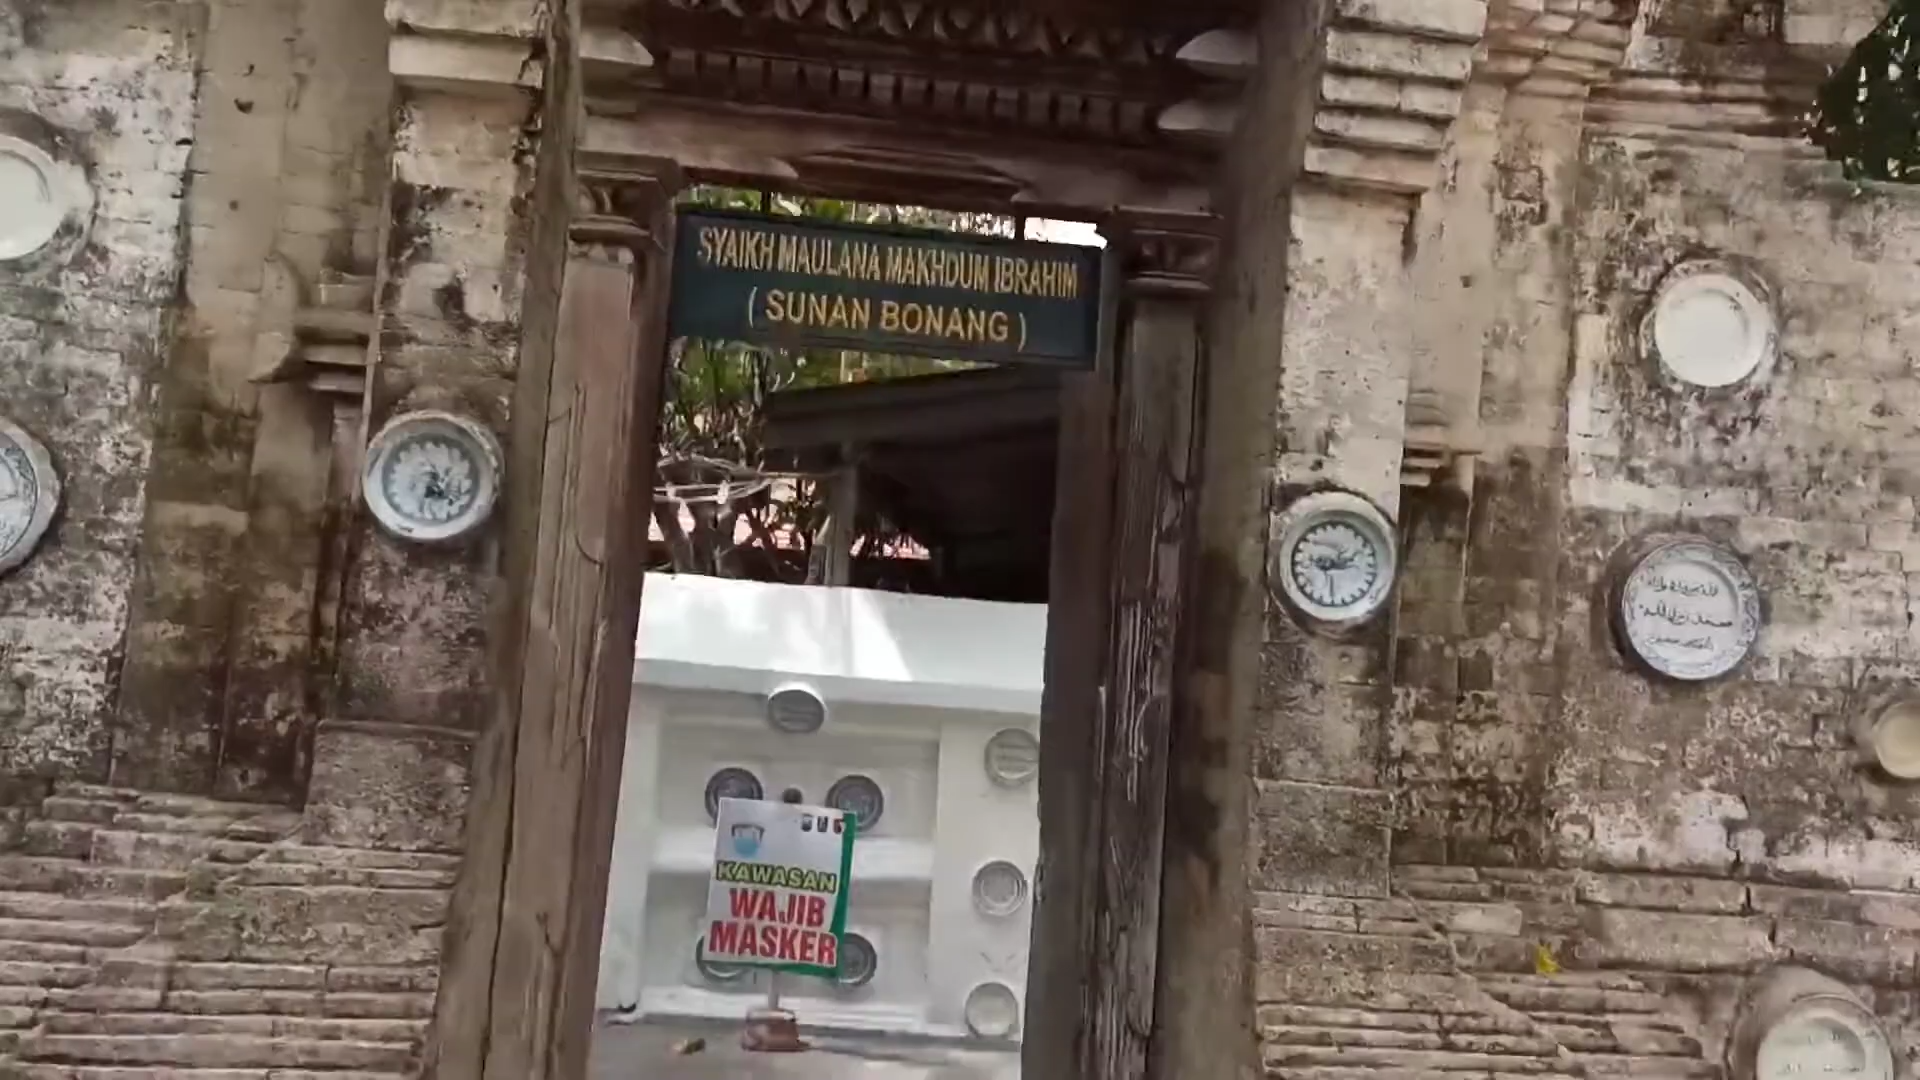 SYAIKH MAULANA MAKHDUM IBRAHIM
( SUNAN BONANG )
KAWASAN
WAJIB
MASKER